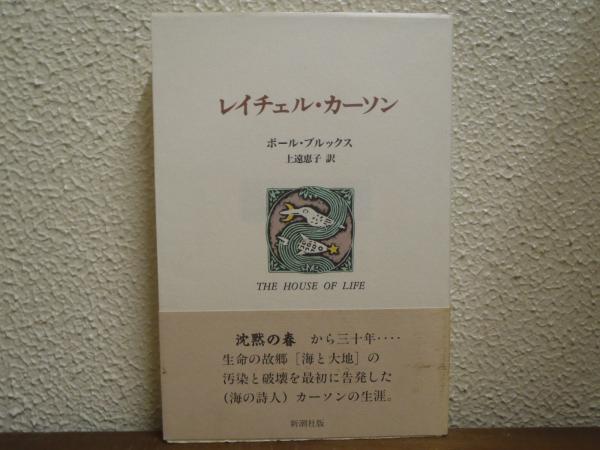 レイチェル・カーソン
ポール・ブルックス
上遠恵子 訳
THE HOUSE OF LIFE
沈黙の春 から三十年‥‥
生命の故郷［海と大地］の
汚染と破壊を最初に告発した
（海の詩人）カーソンの生涯。
新潮社版